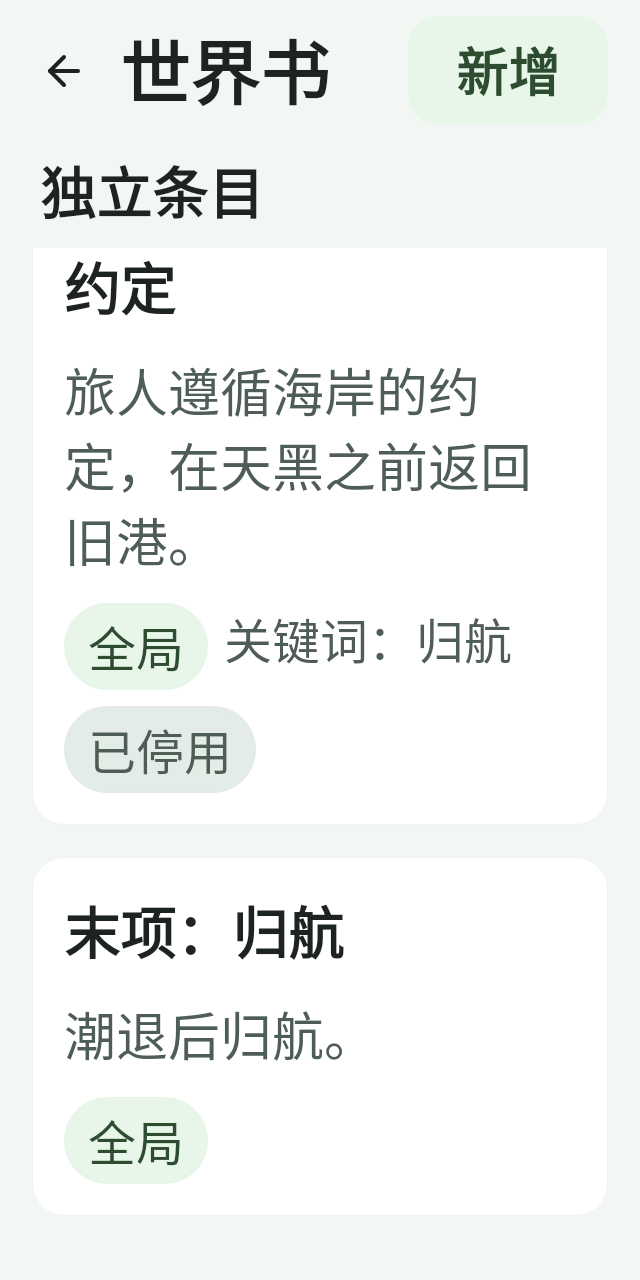 世界书
新增
独立条目
约定
旅人遵循海岸的约
定，在天黑之前返回
旧港。
全局
关键词：归航
已停用
末项：归航
潮退后归航。
全局